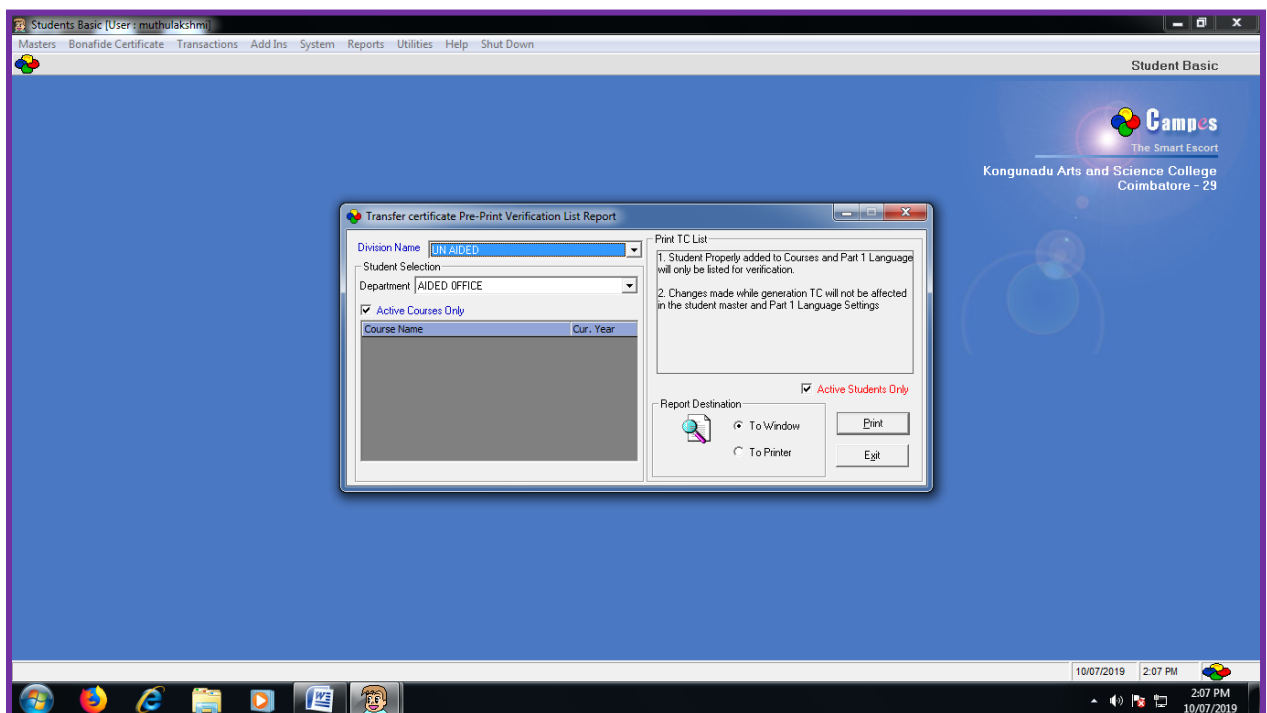 Students Basic [User : muthulakshmi]
Masters Bonafide Certificate Transactions Add Ins System Reports Utilities Help Shut Down
Student Basic
Campes
The Smart Escort
Kongunadu Arts and Science College
Coimbatore - 29
Transfer certificate Pre-Print Verification List Report
Division Name UN AIDED
Student Selection
Department AIDED OFFICE
Active Courses Only
Course Name Cur. Year
Print TC List
1. Student Properly added to Courses and Part 1 Language
will only be listed for verification.
2. Changes made while generation TC will not be affected
in the student master and Part 1 Language Settings
Active Students Only
Report Destination
To Window
To Printer
Print
Exit
10/07/2019 2:07 PM
2:07 PM
10/07/2019